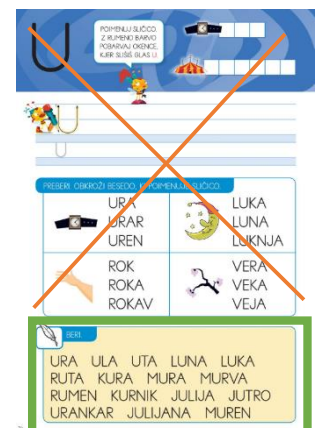 U
POIMENUJ SLIČICO.
Z RUMENO BARVO
POBARVAJ OKENCE,
KJER SLIŠIŠ GLAS U.
U
U
PREBERI. OBKROŽI BESEDO, KI POIMENUJE SLIČICO.
URA
URAR
UREN
LUKA
LUNA
LUKNJA
ROK
ROKA
ROKAV
VERA
VEKA
VEJA
BERI.
URA ULA UTA LUNA LUKA
RUTA KURA MURA MURVA
RUMEN KURNIK JULIJA JUTRO
URANKAR JULIJANA MUREN